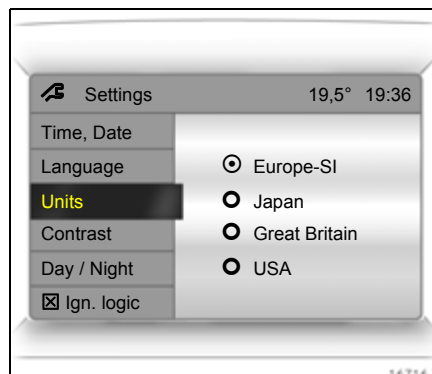 Settings 19,5° 19:36
Time, Date
Language
Units
Contrast
Day / Night
Ign. logic
Europe-SI
Japan
Great Britain
USA